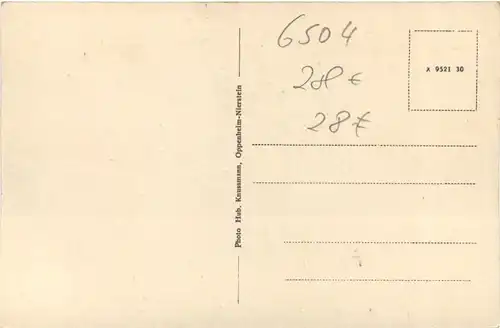 6504
28€
28€
X 9521 30
Photo Hub. Knussmann, Oppenheim-Nierstein